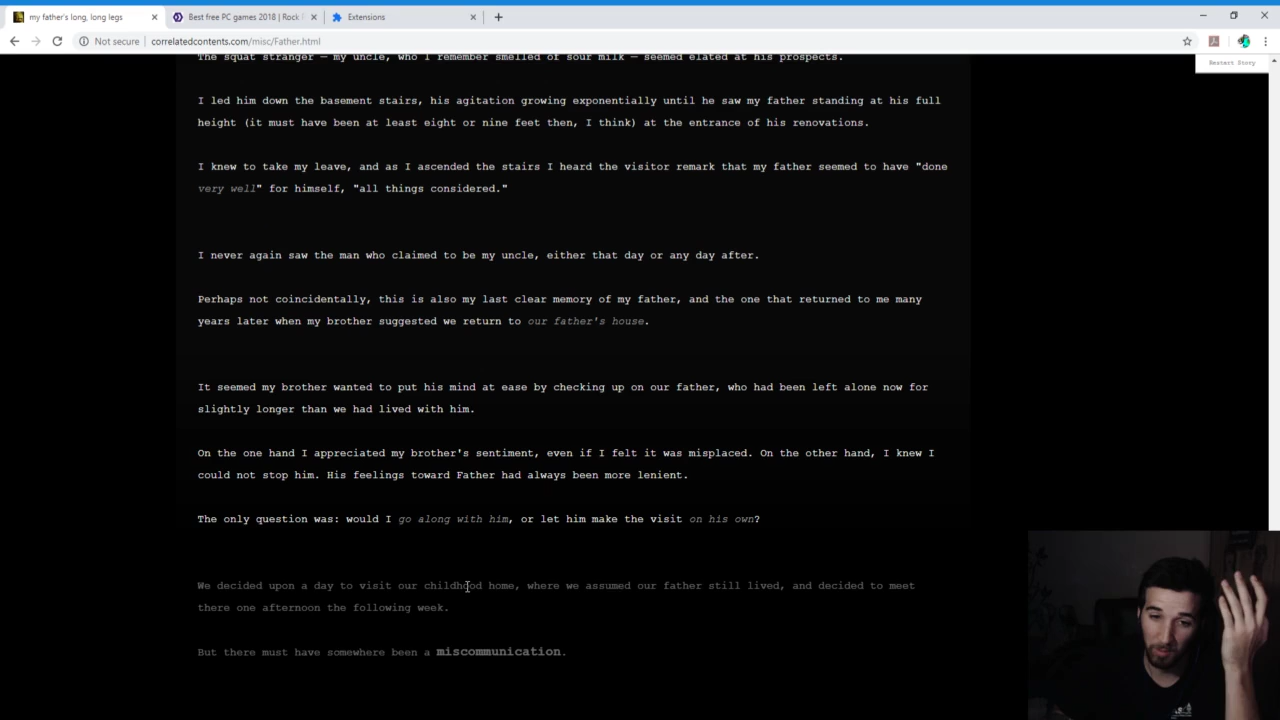 my father's long, long legs
Best free PC games 2018 | Rock
Extensions
Not secure
correlatedcontents.com/misc/Father.html
Restart Story
The squat stranger — my uncle, who I remember smelled of sour milk — seemed elated at his prospects.
I led him down the basement stairs, his agitation growing exponentially until he saw my father standing at his full
height (it must have been at least eight or nine feet then, I think) at the entrance of his renovations.
I knew to take my leave, and as I ascended the stairs I heard the visitor remark that my father seemed to have "done
very well" for himself, "all things considered."
I never again saw the man who claimed to be my uncle, either that day or any day after.
Perhaps not coincidentally, this is also my last clear memory of my father, and the one that returned to me many
years later when my brother suggested we return to our father's house.
It seemed my brother wanted to put his mind at ease by checking up on our father, who had been left alone now for
slightly longer than we had lived with him.
On the one hand I appreciated my brother's sentiment, even if I felt it was misplaced. On the other hand, I knew I
could not stop him. His feelings toward Father had always been more lenient.
The only question was: would I go along with him, or let him make the visit on his own?
We decided upon a day to visit our childhood home, where we assumed our father still lived, and decided to meet
there one afternoon the following week.
But there must have somewhere been a miscommunication.